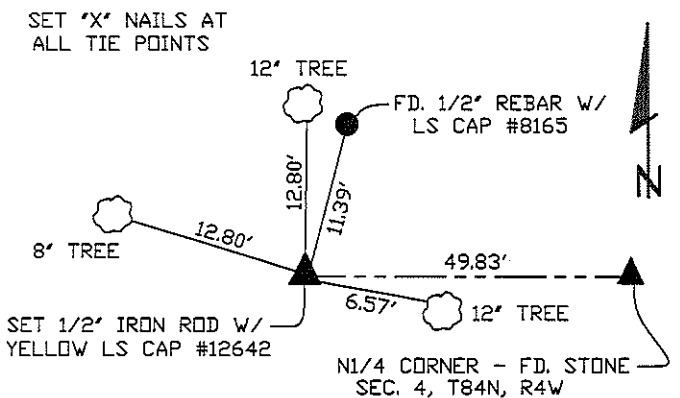 SET "X" NAILS AT
ALL TIE POINTS
12" TREE
FD. 1/2" REBAR W/
LS CAP #8165
N
12.80'
11.39'
8" TREE
12.80'
49.83'
6.57'
12" TREE
SET 1/2" IRON ROD W/
YELLOW LS CAP #12642
N1/4 CORNER - FD. STONE
SEC. 4, T84N, R4W